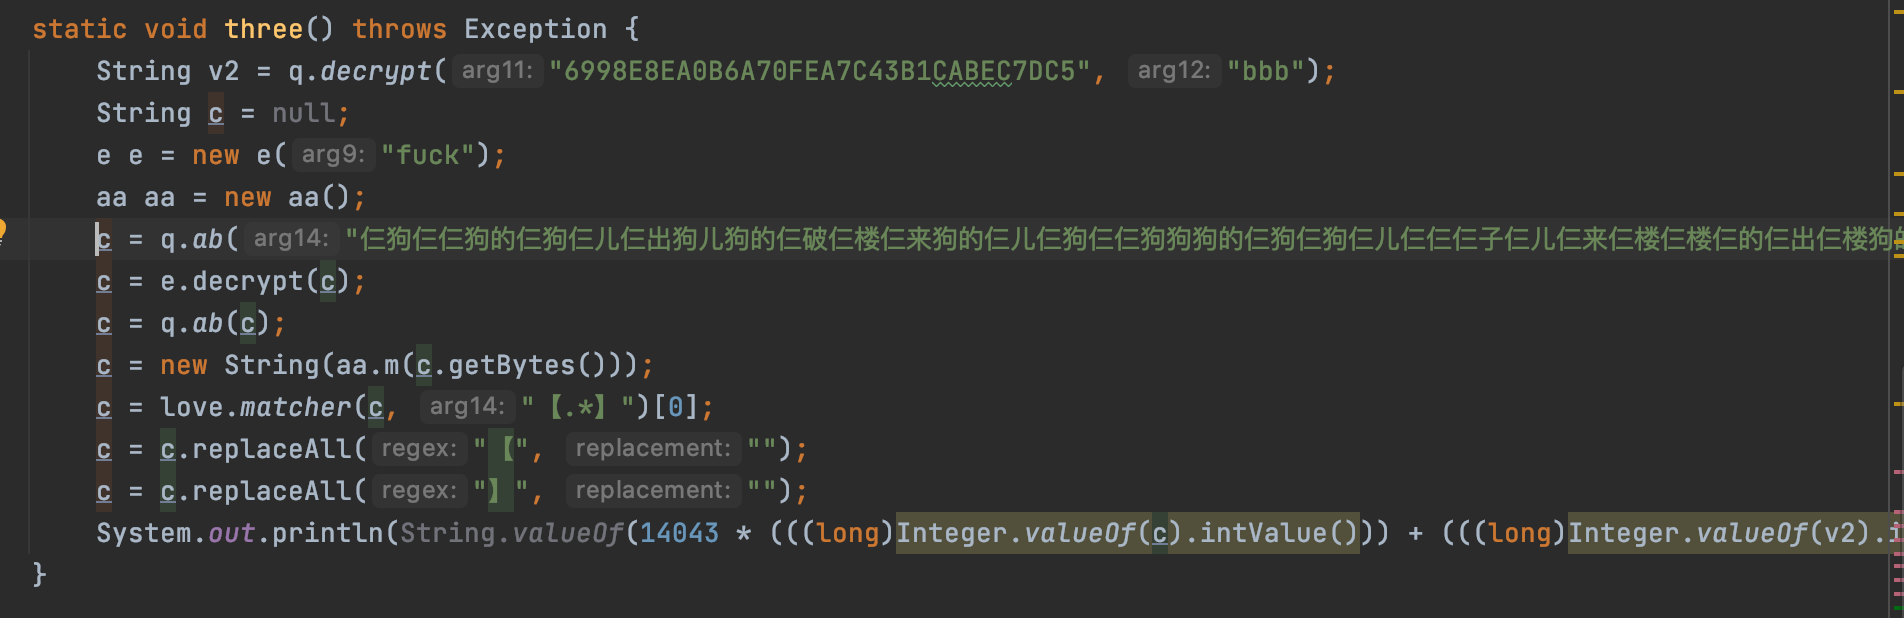 static void three() throws Exception {
String v2 = q.decrypt( arg11: "6998E8EA0B6A70FEA7C43B1CABEC7DC5", arg12: "bbb");
String c = null;
e e = new e( arg9: "fuck");
aa aa = new aa();
c = q.ab( arg14: "仨狗仨仨狗的仨狗仨儿仨出狗儿狗的仨破仨楼仨来狗的仨儿仨狗仨仨狗狗狗的仨狗仨狗仨儿仨仨仨子仨儿仨来仨楼仨楼仨的仨出仨楼狗的
c = e.decrypt(c);
c = q.ab(c);
c = new String(aa.m(c.getBytes()));
c = love.matcher(c, arg14: "【.*】")[0];
c = c.replaceAll( regex: "【", replacement: "");
c = c.replaceAll( regex: "】", replacement: "");
System.out.println(String.valueOf(14043 * (((long)Integer.valueOf(c).intValue())) + (((long)Integer.valueOf(v2).i
}